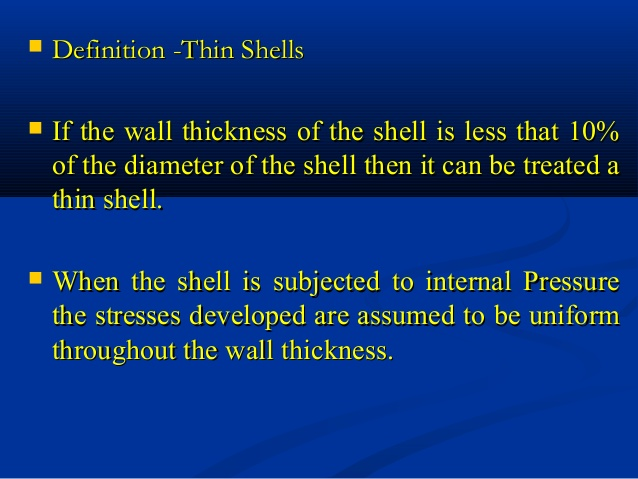 Definition -Thin Shells
If the wall thickness of the shell is less that 10%
of the diameter of the shell then it can be treated a
thin shell.
When the shell is subjected to internal Pressure
the stresses developed are assumed to be uniform
throughout the wall thickness.